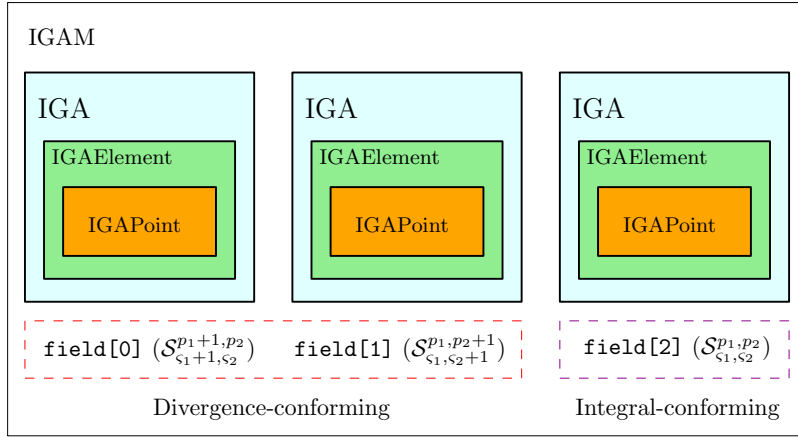 IGAM
IGA IGA IGA
IGAElement IGAElement IGAElement
IGAPoint IGAPoint IGAPoint
field[0] (𝒮^{p₁+1,p₂}_{ς₁+1,ς₂}) field[1] (𝒮^{p₁,p₂+1}_{ς₁,ς₂+1}) field[2] (𝒮^{p₁,p₂}_{ς₁,ς₂})
Divergence-conforming Integral-conforming